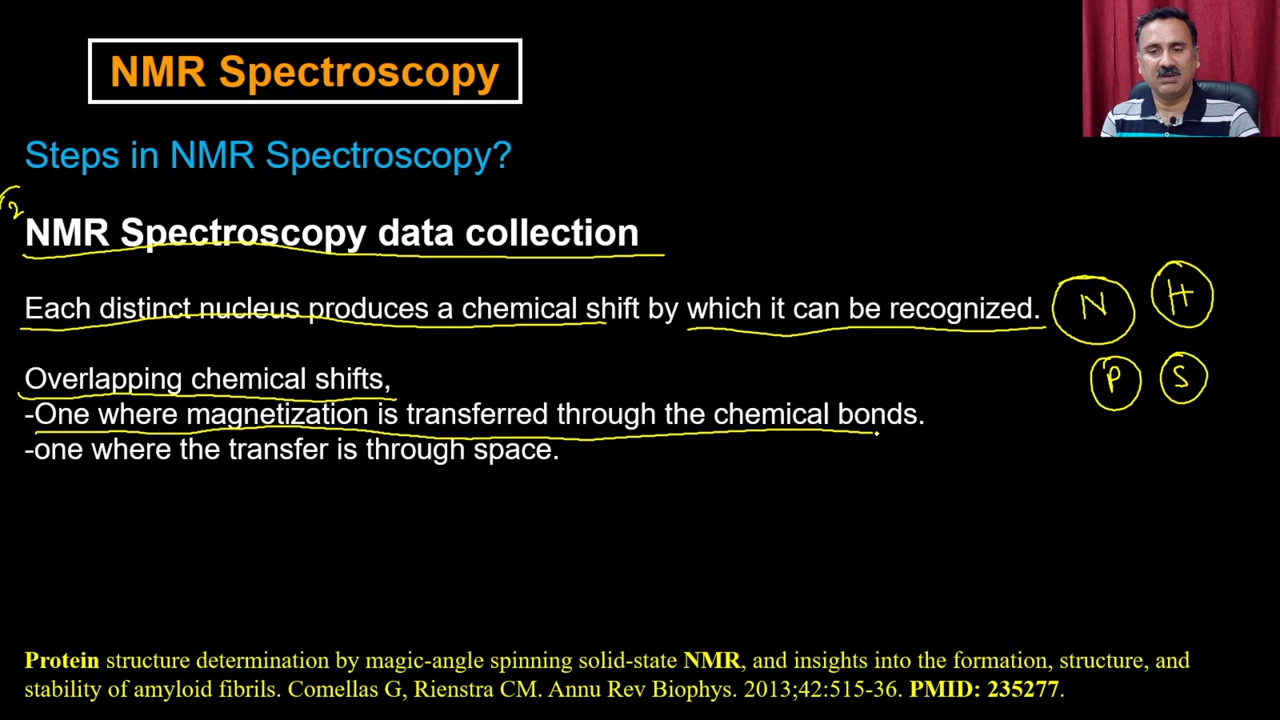 NMR Spectroscopy
Steps in NMR Spectroscopy?
2
NMR Spectroscopy data collection
Each distinct nucleus produces a chemical shift by which it can be recognized.
N H
Overlapping chemical shifts,
P S
-One where magnetization is transferred through the chemical bonds.
-one where the transfer is through space.
Protein structure determination by magic-angle spinning solid-state NMR, and insights into the formation, structure, and
stability of amyloid fibrils. Comellas G, Rienstra CM. Annu Rev Biophys. 2013;42:515-36. PMID: 235277.